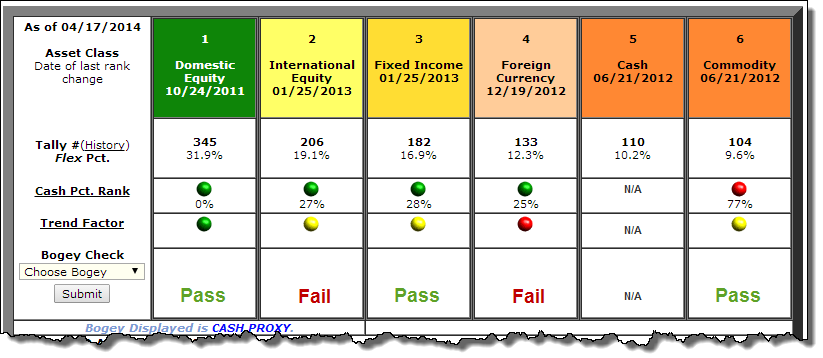 As of 04/17/2014
Asset Class
Date of last rank
change
1
Domestic
Equity
10/24/2011
2
International
Equity
01/25/2013
3
Fixed Income
01/25/2013
4
Foreign
Currency
12/19/2012
5
Cash
06/21/2012
6
Commodity
06/21/2012
Tally #(History)
Flex Pct.
345
31.9%
206
19.1%
182
16.9%
133
12.3%
110
10.2%
104
9.6%
Cash Pct. Rank
0%
27%
28%
25%
N/A
77%
Trend Factor
N/A
Bogey Check
Choose Bogey
Submit
Pass
Fail
Pass
Fail
N/A
Pass
Bogey Displayed is CASH PROXY.